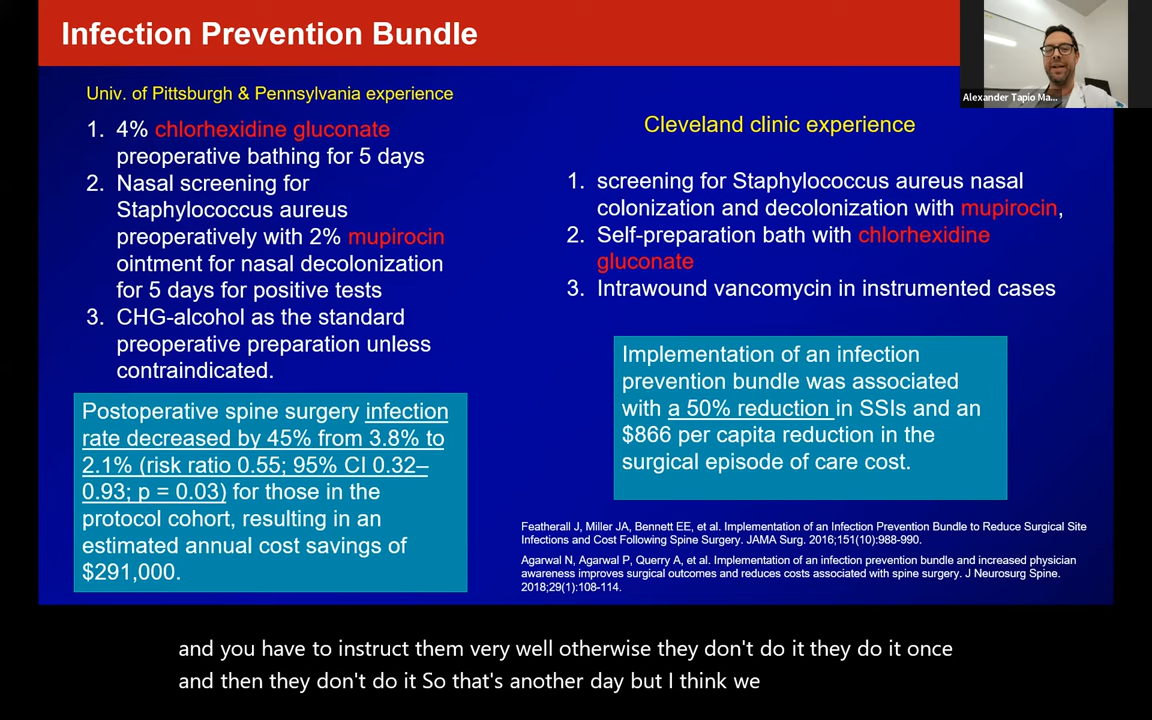 Infection Prevention Bundle
Alexander Tapio Ma...
Univ. of Pittsburgh & Pennsylvania experience
1. 4% chlorhexidine gluconate
preoperative bathing for 5 days
2. Nasal screening for
Staphylococcus aureus
preoperatively with 2% mupirocin
ointment for nasal decolonization
for 5 days for positive tests
3. CHG-alcohol as the standard
preoperative preparation unless
contraindicated.
Postoperative spine surgery infection
rate decreased by 45% from 3.8% to
2.1% (risk ratio 0.55; 95% CI 0.32–
0.93; p = 0.03) for those in the
protocol cohort, resulting in an
estimated annual cost savings of
$291,000.
Cleveland clinic experience
1. screening for Staphylococcus aureus nasal
colonization and decolonization with mupirocin,
2. Self-preparation bath with chlorhexidine
gluconate
3. Intrawound vancomycin in instrumented cases
Implementation of an infection
prevention bundle was associated
with a 50% reduction in SSIs and an
$866 per capita reduction in the
surgical episode of care cost.
Featherall J, Miller JA, Bennett EE, et al. Implementation of an Infection Prevention Bundle to Reduce Surgical Site
Infections and Cost Following Spine Surgery. JAMA Surg. 2016;151(10):988-990.
Agarwal N, Agarwal P, Querry A, et al. Implementation of an infection prevention bundle and increased physician
awareness improves surgical outcomes and reduces costs associated with spine surgery. J Neurosurg Spine.
2018;29(1):108-114.
and you have to instruct them very well otherwise they don't do it they do it once
and then they don't do it So that's another day but I think we